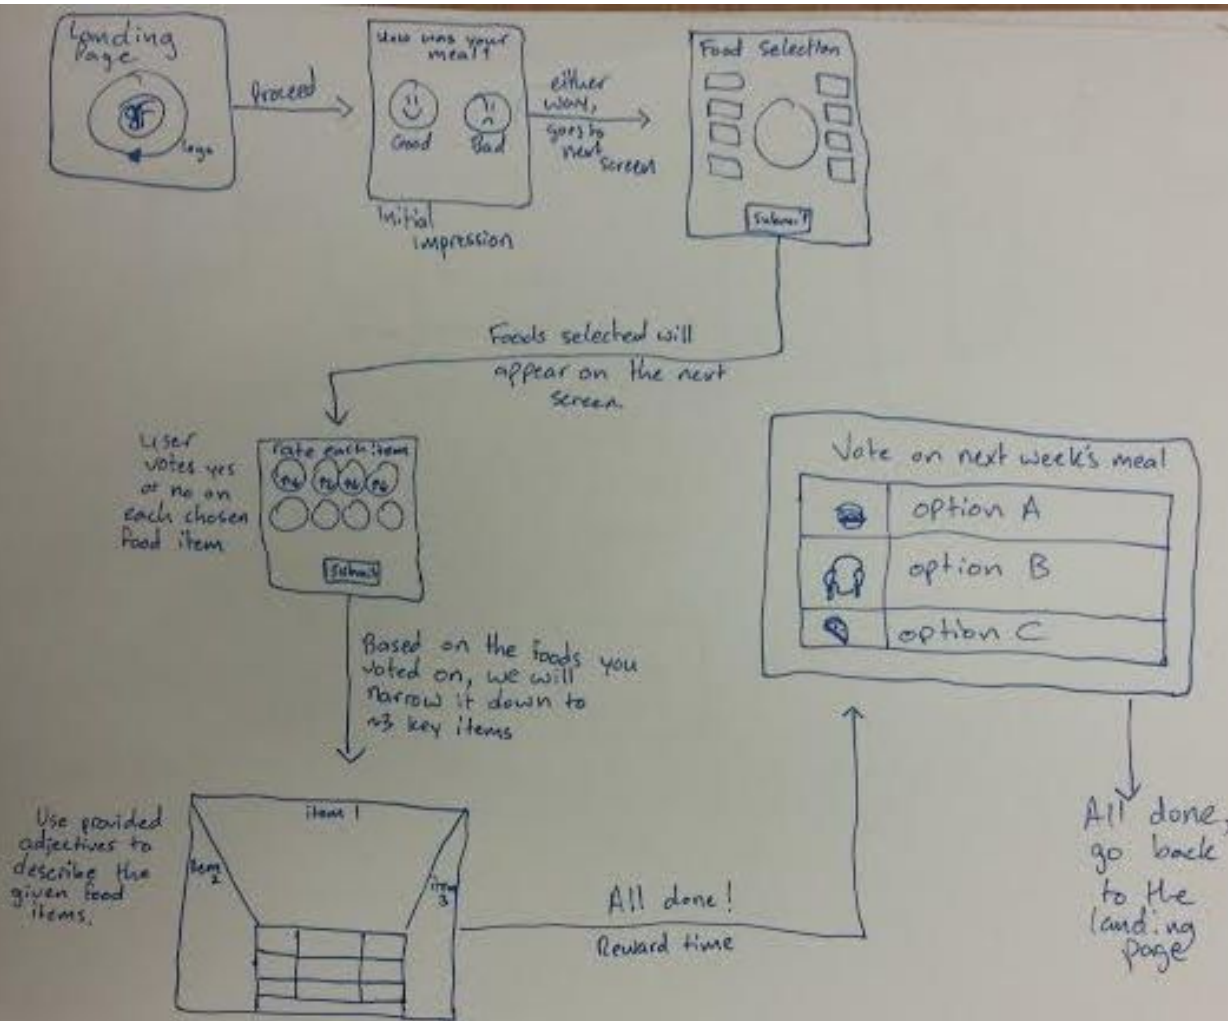 Landing
Page
gf
logo
Proceed
How was your
meal?
Good
Bad
Initial
impression
either
way,
goes to
next
screen
Food Selection
Submit
Foods selected will
appear on the next
screen.
User
votes yes
or no on
each chosen
food item
rate each item
Submit
Based on the foods you
voted on, we will
narrow it down to
~3 key items
Use provided
adjectives to
describe the
given food
items.
item 1
item
2
item
3
All done!
Reward time
Vote on next week's meal
option A
option B
option C
All done,
go back
to the
landing
page